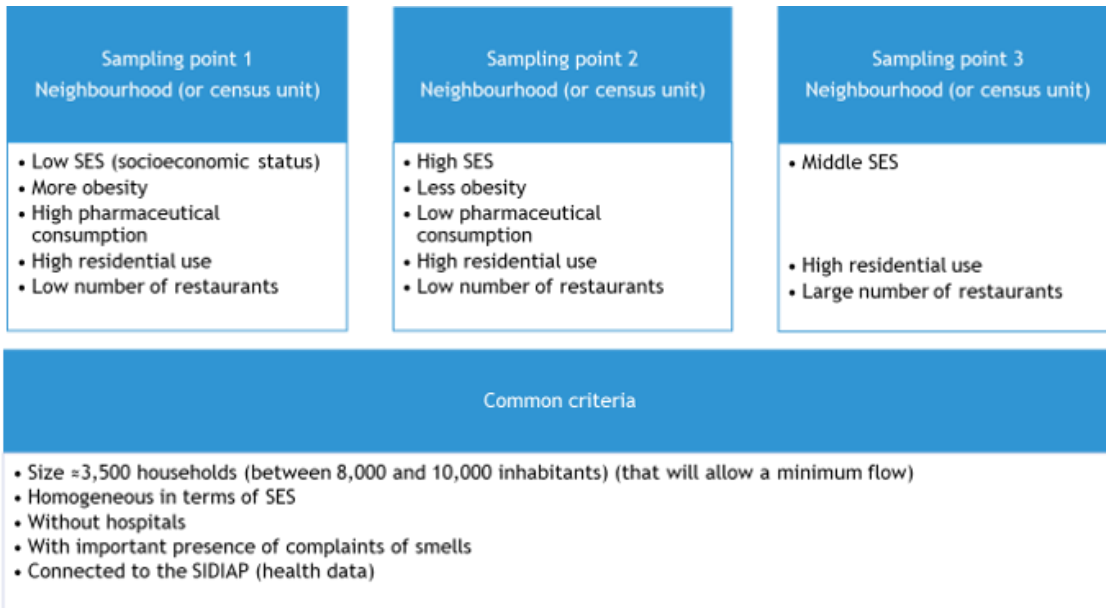 Sampling point 1
Neighbourhood (or census unit)
• Low SES (socioeconomic status)
• More obesity
• High pharmaceutical
consumption
• High residential use
• Low number of restaurants
Sampling point 2
Neighbourhood (or census unit)
• High SES
• Less obesity
• Low pharmaceutical
consumption
• High residential use
• Low number of restaurants
Sampling point 3
Neighbourhood (or census unit)
• Middle SES
• High residential use
• Large number of restaurants
Common criteria
• Size ≈3,500 households (between 8,000 and 10,000 inhabitants) (that will allow a minimum flow)
• Homogeneous in terms of SES
• Without hospitals
• With important presence of complaints of smells
• Connected to the SIDIAP (health data)